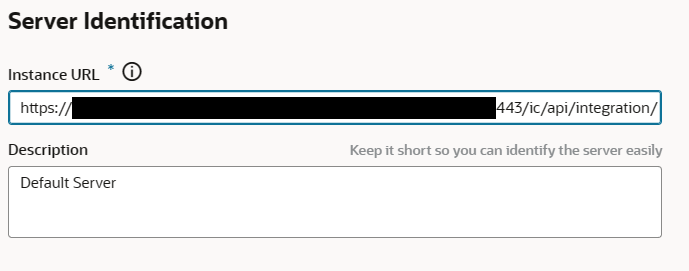 Server Identification
Instance URL *
https:// 443/ic/api/integration/
Description Keep it short so you can identify the server easily
Default Server